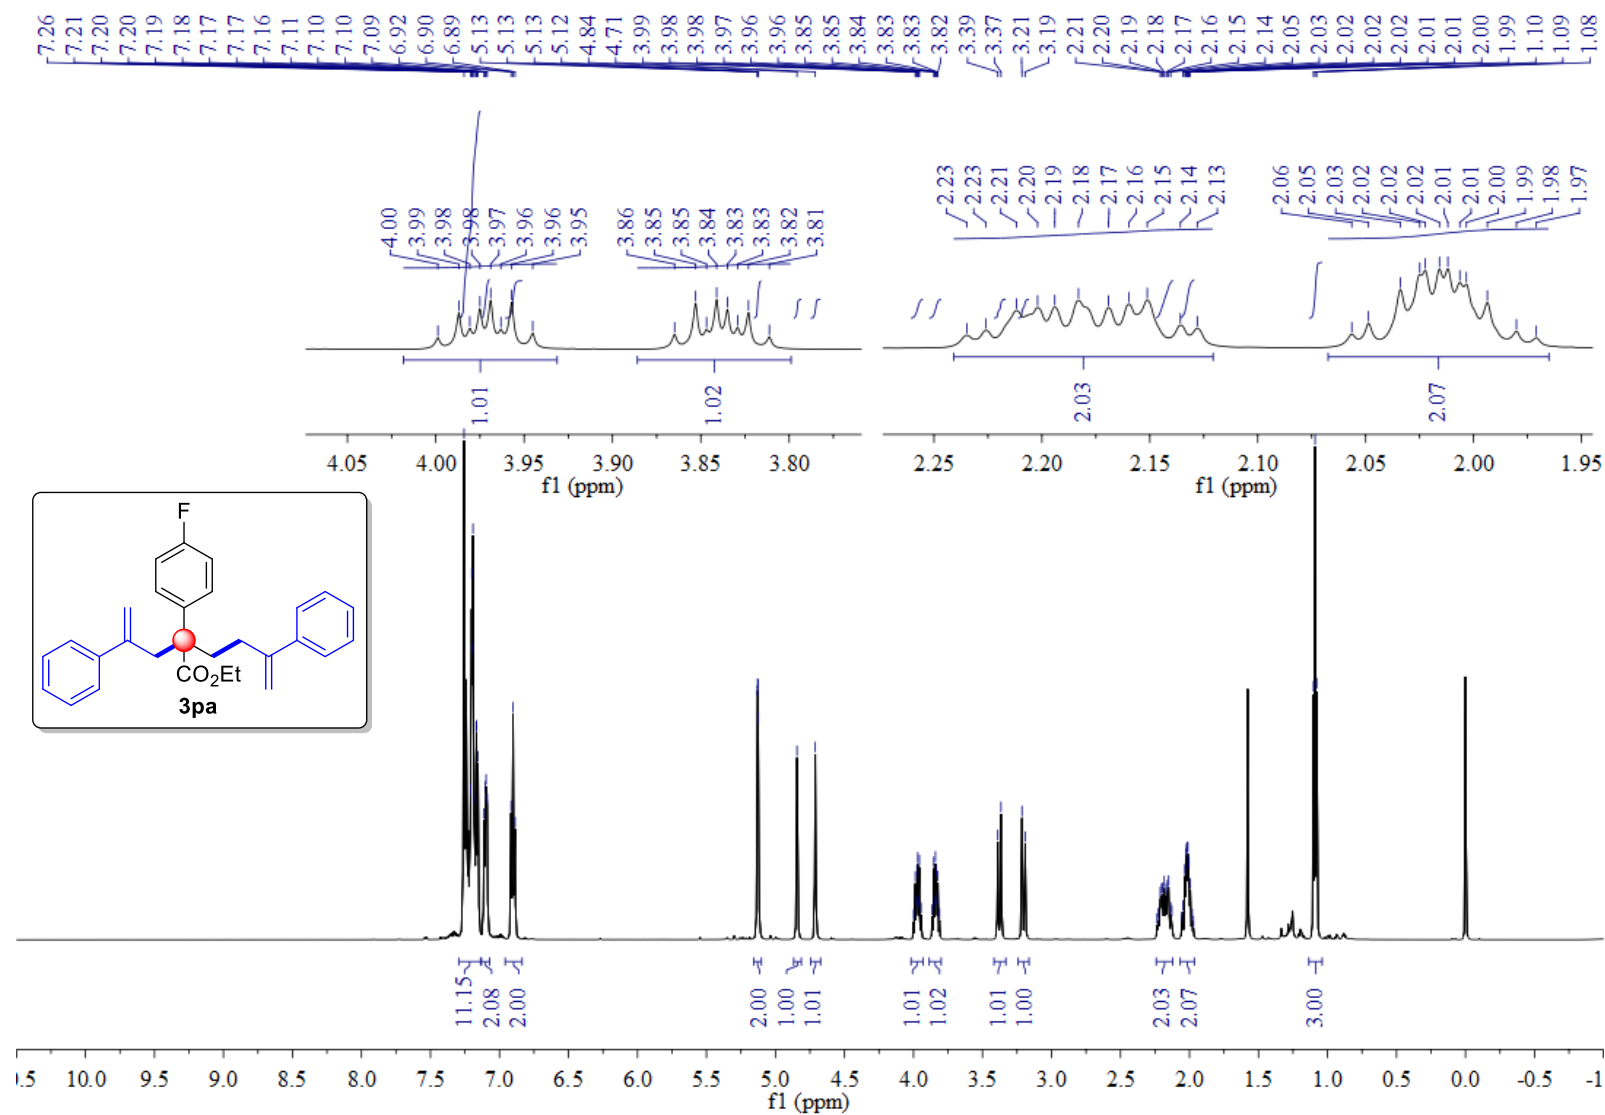 7.26 7.21 7.20 7.20 7.19 7.18 7.17 7.17 7.16 7.11 7.10 7.10 7.09 6.92 6.90 6.89 5.13 5.13 5.13 5.12 4.84 4.71 3.99 3.98 3.98 3.97 3.96 3.96 3.85 3.85 3.84 3.83 3.83 3.82 3.39 3.37 3.21 3.19 2.21 2.20 2.19 2.18 2.17 2.16 2.15 2.14 2.05 2.03 2.02 2.02 2.02 2.01 2.01 2.00 1.99 1.10 1.09 1.08
4.00 3.99 3.98 3.98 3.97 3.96 3.96 3.95 3.86 3.85 3.85 3.84 3.83 3.83 3.82 3.81
2.23 2.23 2.21 2.20 2.19 2.18 2.17 2.16 2.15 2.14 2.13 2.06 2.05 2.03 2.02 2.02 2.02 2.01 2.01 2.00 1.99 1.98 1.97
1.01 1.02 2.03 2.07
4.05 4.00 3.95 3.90 3.85 3.80
f1 (ppm)
2.25 2.20 2.15 2.10 2.05 2.00 1.95
f1 (ppm)
F
CO₂Et
3pa
11.15 2.08 2.00 2.00 1.00 1.01 1.01 1.02 1.01 1.00 2.03 2.07 3.00
).5 10.0 9.5 9.0 8.5 8.0 7.5 7.0 6.5 6.0 5.5 5.0 4.5 4.0 3.5 3.0 2.5 2.0 1.5 1.0 0.5 0.0 -0.5 -1
f1 (ppm)